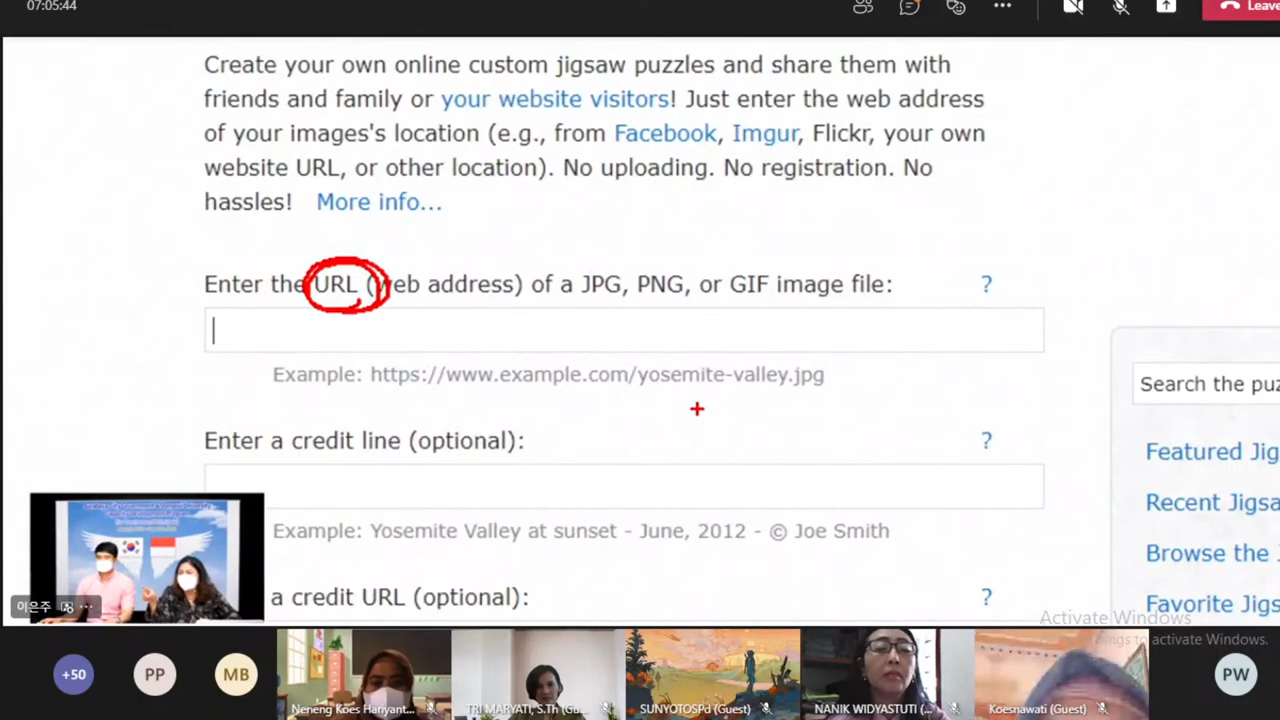 07:05:44
Leave
Create your own online custom jigsaw puzzles and share them with
friends and family or your website visitors! Just enter the web address
of your images's location (e.g., from Facebook, Imgur, Flickr, your own
website URL, or other location). No uploading. No registration. No
hassles! More info...
Enter the URL (web address) of a JPG, PNG, or GIF image file: ?
Example: https://www.example.com/yosemite-valley.jpg
Search the puz
Enter a credit line (optional): ?
Featured Jig
Recent Jigsa
Example: Yosemite Valley at sunset - June, 2012 - © Joe Smith
Browse the J
a credit URL (optional): ?
Favorite Jigs
이은주
Activate Windows
to activate Windows.
+50
PP
MB
Neneng Koes Hariyant...
TRI MARYATI, S.Th (Gu...
SUNYOTOSPd (Guest)
NANIK WIDYASTUTI (...
Koesnawati (Guest)
PW